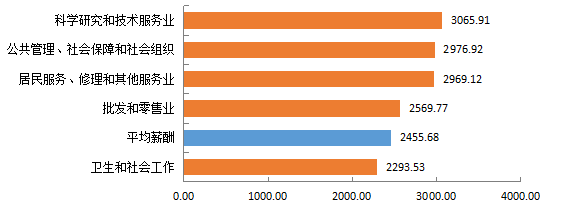 科学研究和技术服务业 3065.91
公共管理、社会保障和社会组织 2976.92
居民服务、修理和其他服务业 2969.12
批发和零售业 2569.77
平均薪酬 2455.68
卫生和社会工作 2293.53
0.00 1000.00 2000.00 3000.00 4000.00